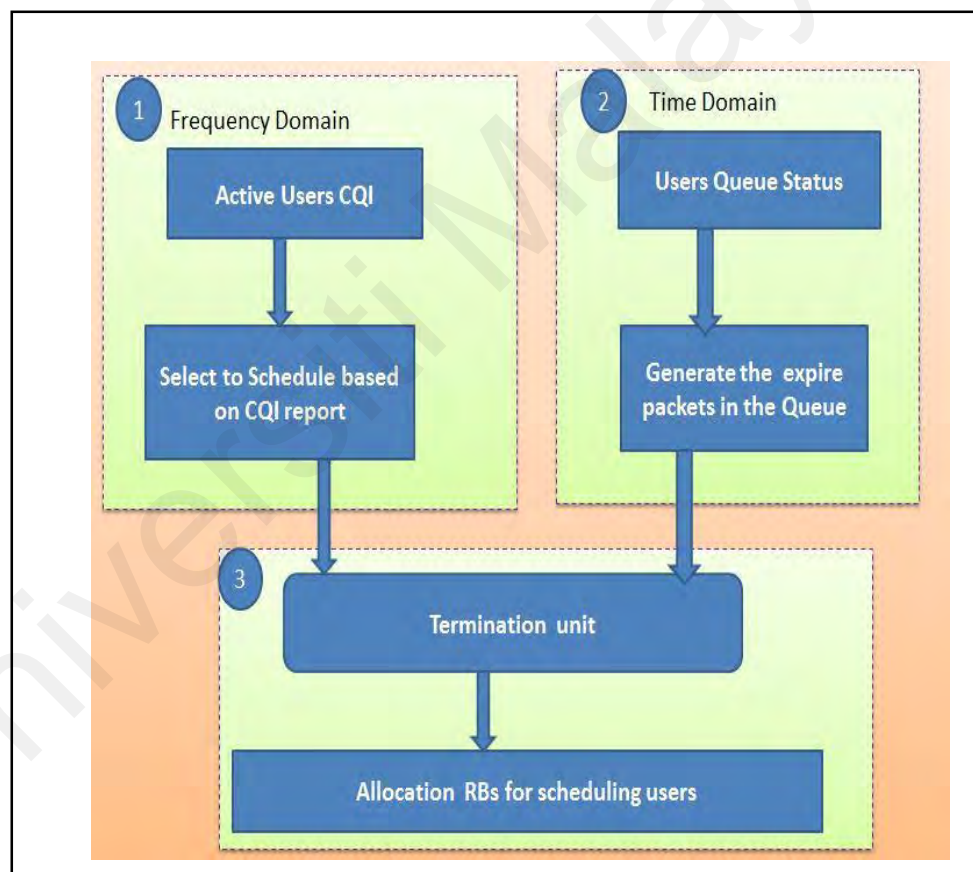 1
Frequency Domain
Active Users CQI
Select to Schedule based
on CQI report
2
Time Domain
Users Queue Status
Generate the expire
packets in the Queue
3
Termination unit
Allocation RBs for scheduling users